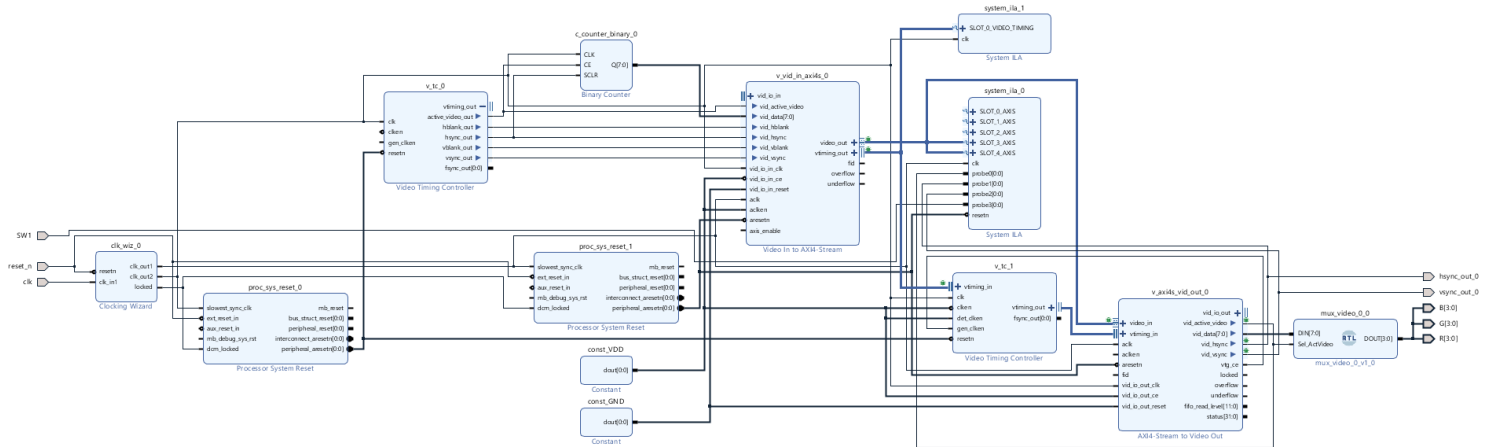 system_ila_1
SLOT_0_VIDEO_TIMING
clk
System ILA
c_counter_binary_0
CLK
CE
SCLR
Q[7:0]
Binary Counter
v_tc_0
clk
clken
gen_clken
resetn
vtiming_out
active_video_out
hblank_out
hsync_out
vblank_out
vsync_out
fsync_out[0:0]
Video Timing Controller
v_vid_in_axi4s_0
vid_io_in
vid_active_video
vid_data[7:0]
vid_hblank
vid_hsync
vid_vblank
vid_vsync
vid_io_in_clk
vid_io_in_ce
vid_io_in_reset
aclk
aclken
aresetn
axis_enable
video_out
vtiming_out
fid
overflow
underflow
Video In to AXI4-Stream
system_ila_0
SLOT_0_AXIS
SLOT_1_AXIS
SLOT_2_AXIS
SLOT_3_AXIS
SLOT_4_AXIS
clk
probe0[0:0]
probe1[0:0]
probe2[0:0]
probe3[0:0]
resetn
System ILA
SW1
reset_n
clk
clk_wiz_0
resetn
clk_in1
clk_out1
clk_out2
locked
Clocking Wizard
proc_sys_reset_0
slowest_sync_clk
ext_reset_in
aux_reset_in
mb_debug_sys_rst
dcm_locked
mb_reset
bus_struct_reset[0:0]
peripheral_reset[0:0]
interconnect_aresetn[0:0]
peripheral_aresetn[0:0]
Processor System Reset
proc_sys_reset_1
slowest_sync_clk
ext_reset_in
aux_reset_in
mb_debug_sys_rst
dcm_locked
mb_reset
bus_struct_reset[0:0]
peripheral_reset[0:0]
interconnect_aresetn[0:0]
peripheral_aresetn[0:0]
Processor System Reset
const_VDD
dout[0:0]
Constant
const_GND
dout[0:0]
Constant
v_tc_1
vtiming_in
clk
clken
det_clken
gen_clken
resetn
vtiming_out
fsync_out[0:0]
Video Timing Controller
v_axi4s_vid_out_0
video_in
vtiming_in
aclk
aclken
aresetn
fid
vid_io_out_clk
vid_io_out_ce
vid_io_out_reset
vid_io_out
vid_active_video
vid_data[7:0]
vid_hsync
vid_vsync
vtg_ce
locked
overflow
underflow
fifo_read_level[11:0]
status[31:0]
AXI4-Stream to Video Out
mux_video_0_0
DIN[7:0]
Sel_ActVideo
RTL
DOUT[3:0]
mux_video_0_v1_0
hsync_out_0
vsync_out_0
B[3:0]
G[3:0]
R[3:0]